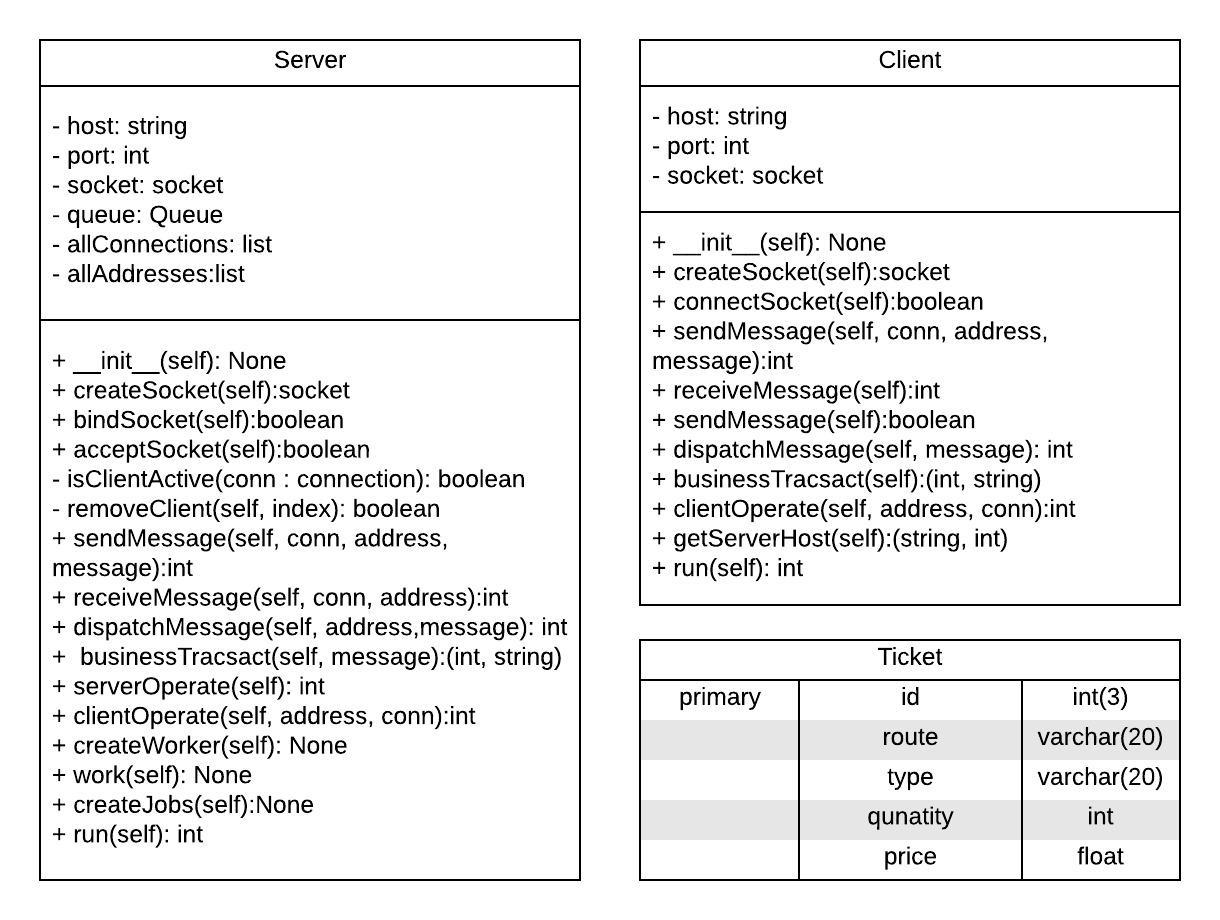 Server
- host: string
- port: int
- socket: socket
- queue: Queue
- allConnections: list
- allAddresses:list
+ __init__(self): None
+ createSocket(self):socket
+ bindSocket(self):boolean
+ acceptSocket(self):boolean
- isClientActive(conn : connection): boolean
- removeClient(self, index): boolean
+ sendMessage(self, conn, address,
message):int
+ receiveMessage(self, conn, address):int
+ dispatchMessage(self, address,message): int
+  businessTracsact(self, message):(int, string)
+ serverOperate(self): int
+ clientOperate(self, address, conn):int
+ createWorker(self): None
+ work(self): None
+ createJobs(self):None
+ run(self): int
Client
- host: string
- port: int
- socket: socket
+ __init__(self): None
+ createSocket(self):socket
+ connectSocket(self):boolean
+ sendMessage(self, conn, address,
message):int
+ receiveMessage(self):int
+ sendMessage(self):boolean
+ dispatchMessage(self, message): int
+ businessTracsact(self):(int, string)
+ clientOperate(self, address, conn):int
+ getServerHost(self):(string, int)
+ run(self): int
Ticket
primary id int(3)
route varchar(20)
type varchar(20)
qunatity int
price float